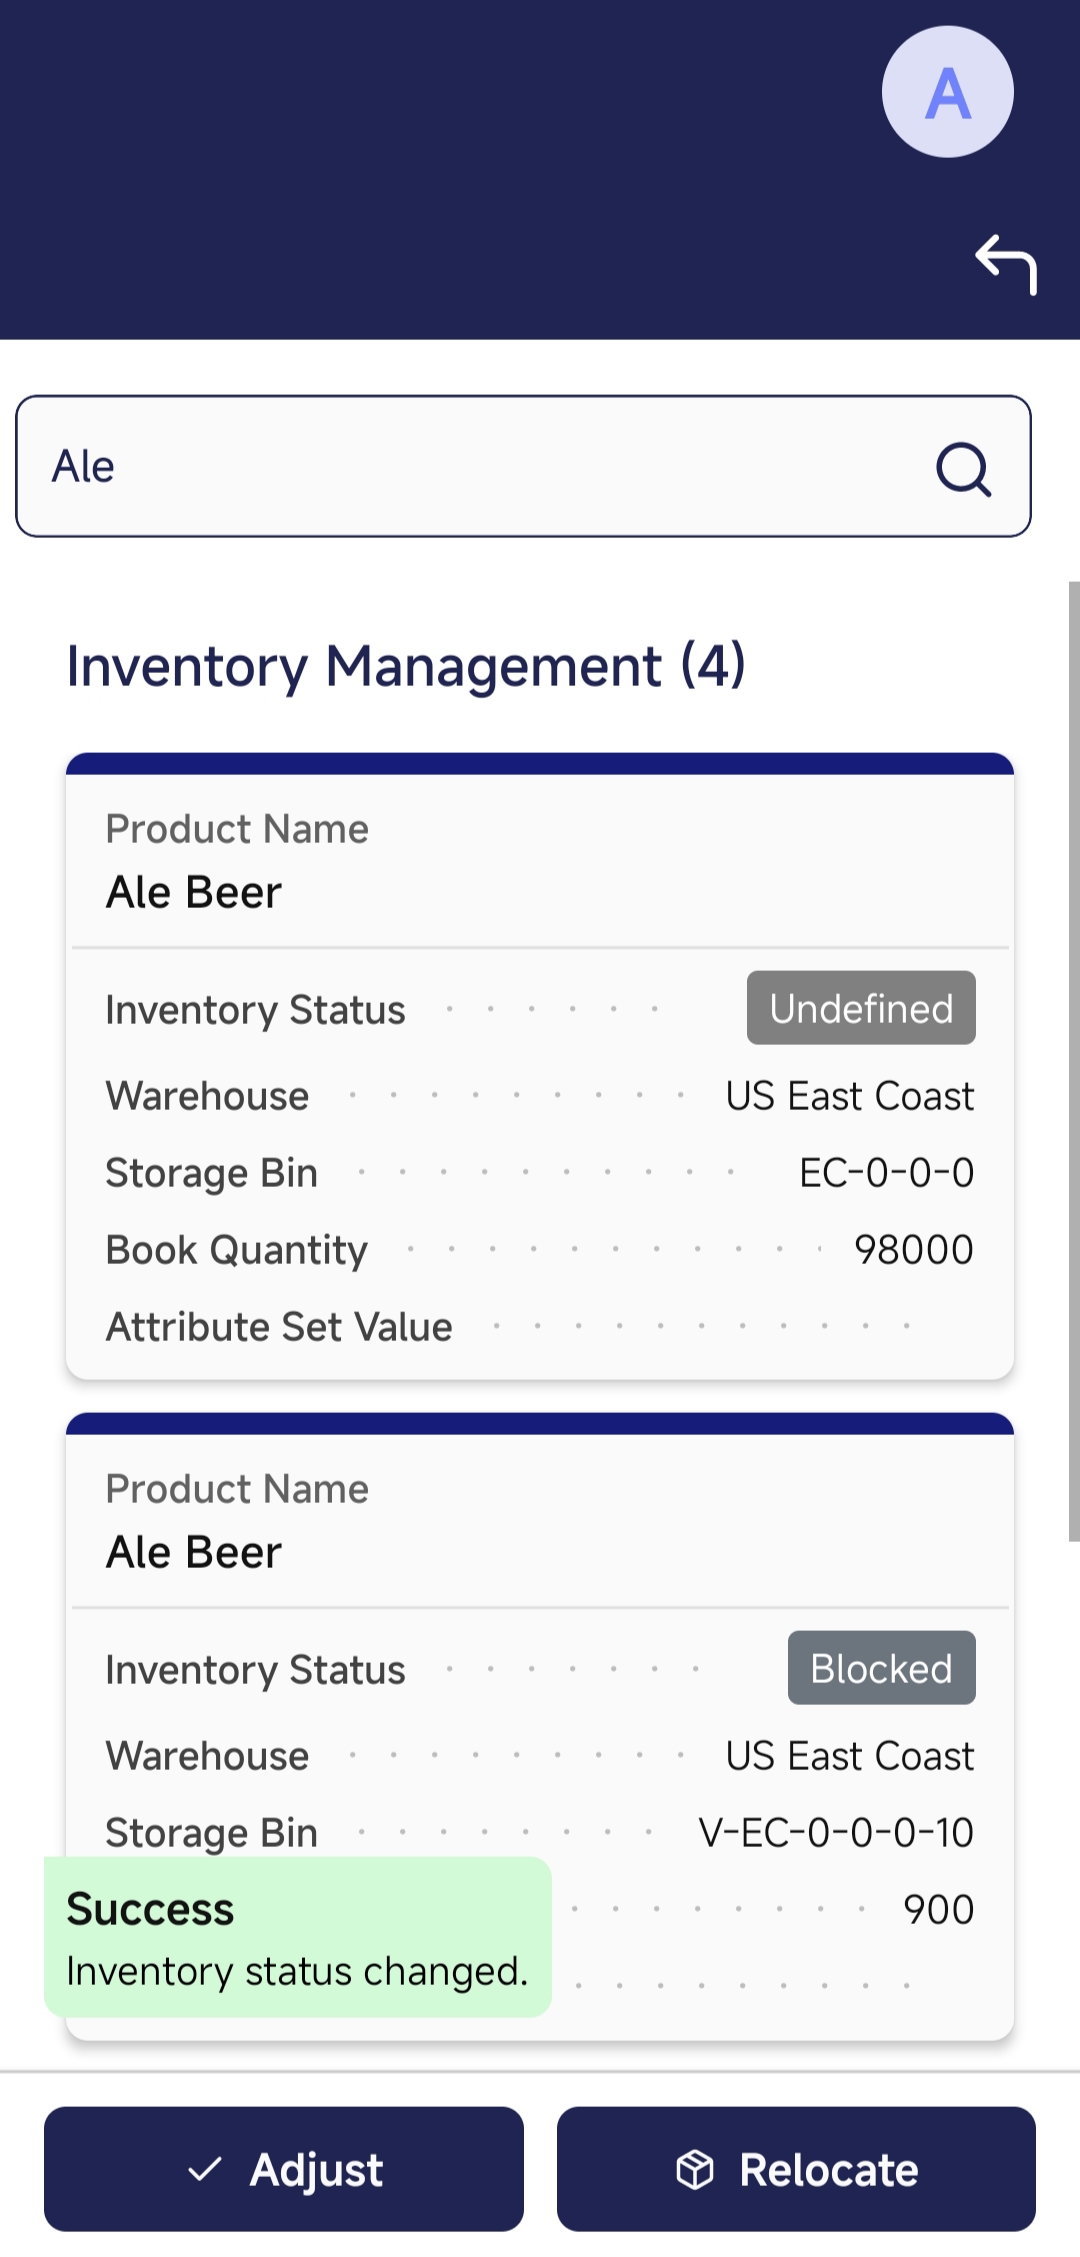 A
Ale
Inventory Management (4)
Product Name
Ale Beer
Inventory Status Undefined
Warehouse US East Coast
Storage Bin EC-0-0-0
Book Quantity 98000
Attribute Set Value
Product Name
Ale Beer
Inventory Status Blocked
Warehouse US East Coast
Storage Bin V-EC-0-0-0-10
900
Success
Inventory status changed.
Adjust Relocate